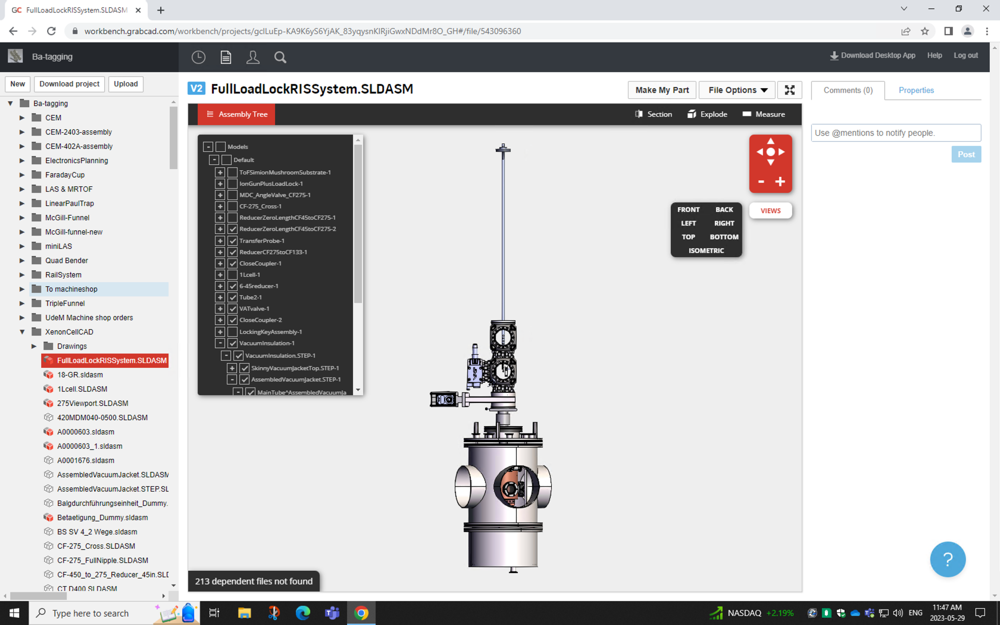 GC FullLoadLockRISSystem.SLDASM
workbench.grabcad.com/workbench/projects/gclLuEp-KA9K6yS6YjAK_83yqysnKIRjiGwxNDdMr8O_GH#/file/543096360
Ba-tagging
Download Desktop App Help Log out
New Download project Upload
Ba-tagging
CEM
CEM-2403-assembly
CEM-402A-assembly
ElectronicsPlanning
FaradayCup
LAS & MRTOF
LinearPaulTrap
McGill-Funnel
McGill-funnel-new
miniLAS
Quad Bender
RailSystem
To machineshop
TripleFunnel
UdeM Machine shop orders
XenonCellCAD
Drawings
FullLoadLockRISSystem.SLDASM
18-GR.sldasm
1Lcell.SLDASM
275Viewport.SLDASM
420MDM040-0500.SLDASM
A0000603.sldasm
A0000603_1.sldasm
A0001676.sldasm
AssembledVacuumJacket.SLDASM
AssembledVacuumJacket.STEP.SL
Balgdurchführungseinheit_Dummy.
Betaetigung_Dummy.sldasm
BS SV 4_2 Wege.sldasm
CF-275_Cross.SLDASM
CF-275_FullNipple.SLDASM
CF-450_to_275_Reducer_45in.SLD
CT D400.SLDASM
V2 FullLoadLockRISSystem.SLDASM
Make My Part File Options
Assembly Tree
Section Explode Measure
Models
Default
ToFSimionMushroomSubstrate-1
IonGunPlusLoadLock-1
MDC_AngleValve_CF275-1
CF-275_Cross-1
ReducerZeroLengthCF45toCF275-1
ReducerZeroLengthCF45toCF275-2
TransferProbe-1
ReducerCF275toCF133-1
CloseCoupler-1
1Lcell-1
6-45reducer-1
Tube2-1
VATvalve-1
CloseCoupler-2
LockingKeyAssembly-1
VacuumInsulation-1
VacuumInsulation.STEP-1
SkinnyVacuumJacketTop.STEP-1
AssembledVacuumJacket.STEP-1
MainTube^AssembledVacuumJa
- +
VIEWS
FRONT BACK
LEFT RIGHT
TOP BOTTOM
ISOMETRIC
213 dependent files not found
Comments (0) Properties
Use @mentions to notify people.
Post
?
Type here to search
NASDAQ +2.19%
ENG
11:47 AM
2023-05-29